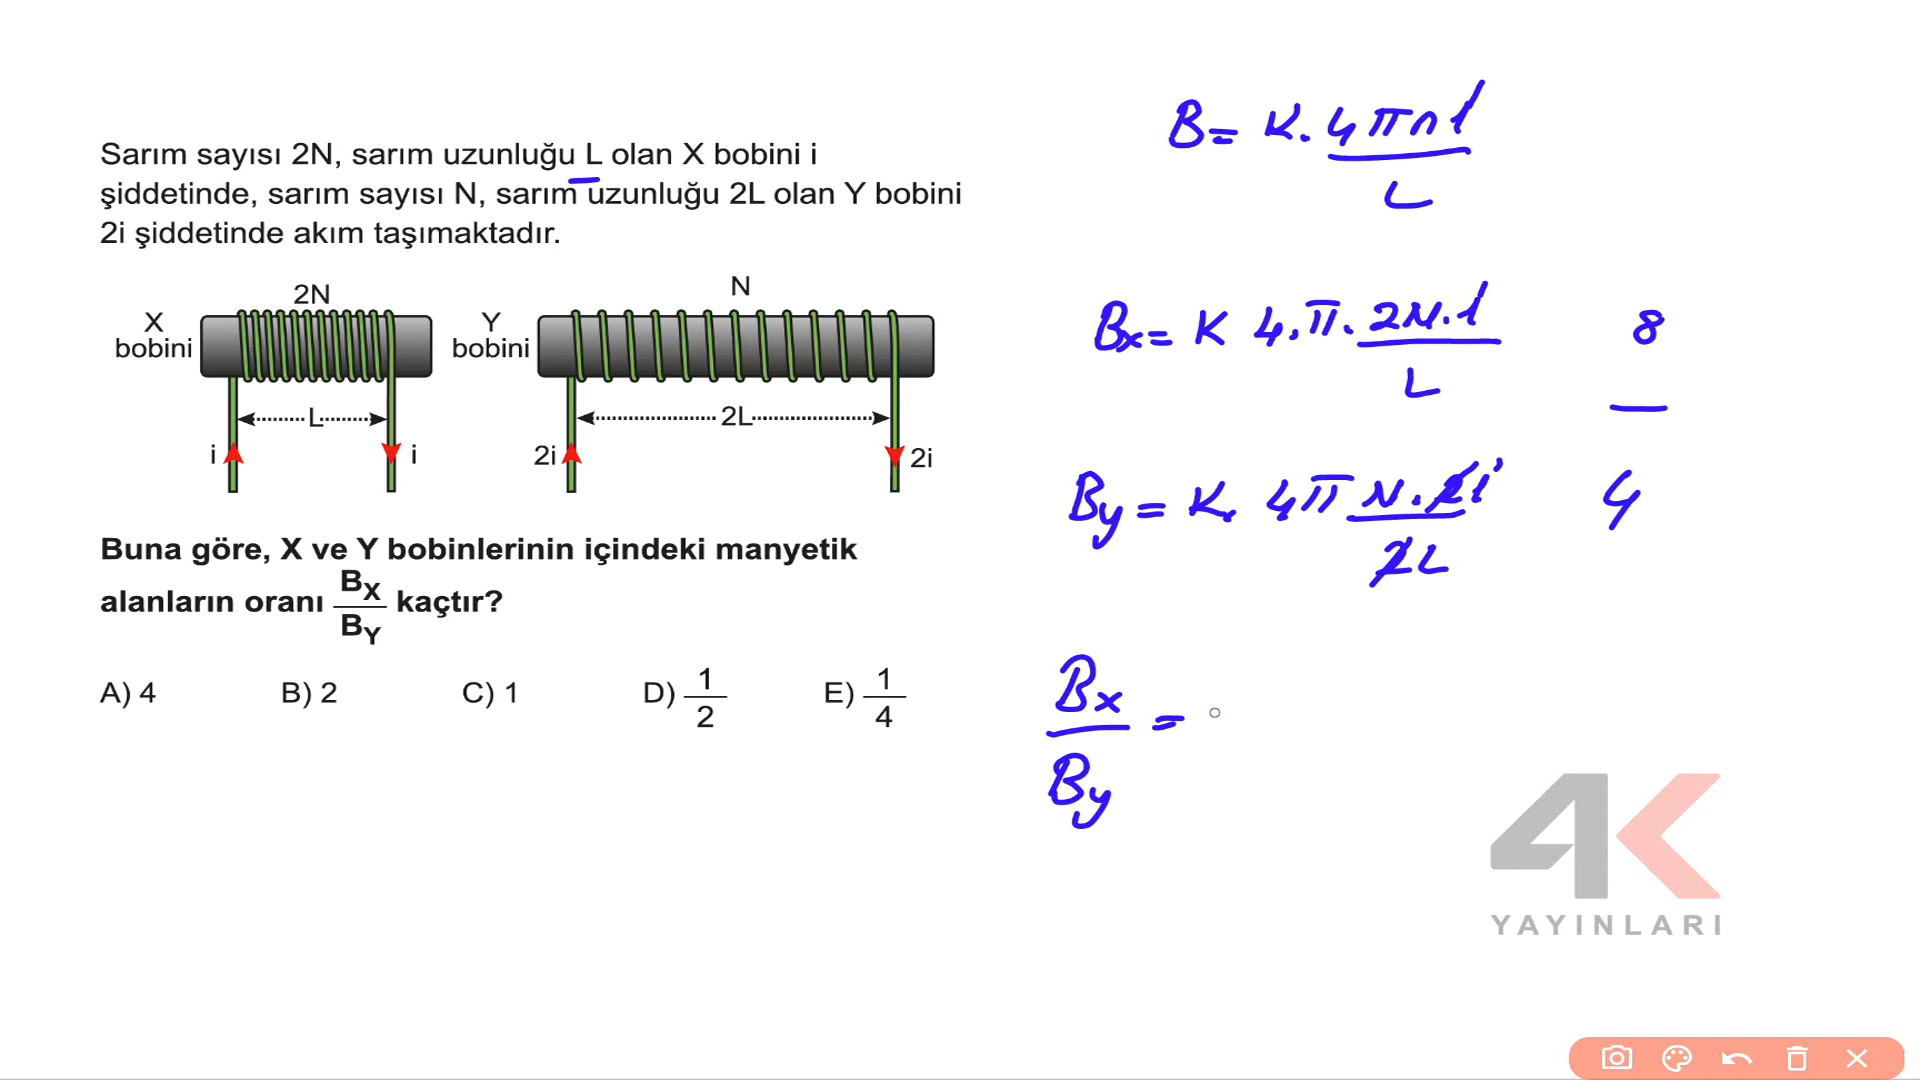 Sarım sayısı 2N, sarım uzunluğu L olan X bobini i
şiddetinde, sarım sayısı N, sarım uzunluğu 2L olan Y bobini
2i şiddetinde akım taşımaktadır.
2N
X
bobini
L
i
i
N
Y
bobini
2L
2i
2i
Buna göre, X ve Y bobinlerinin içindeki manyetik
alanların oranı B_X/B_Y kaçtır?
A) 4 B) 2 C) 1 D) 1/2 E) 1/4
B = K. 4πni/L
Bx = K 4.π. 2N.i/L
8
By = K. 4π N.2i/2L
4
Bx/By =
4K
YAYINLARI